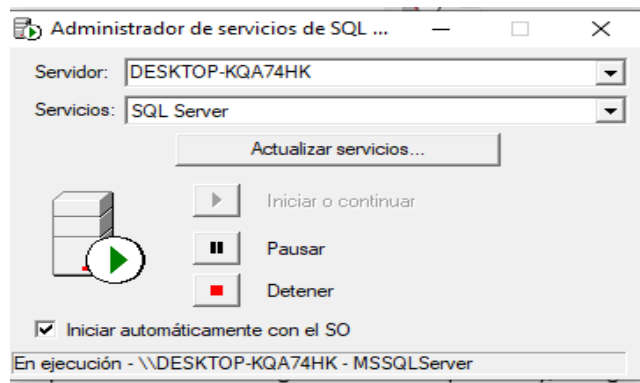 Administrador de servicios de SQL ...
Servidor: DESKTOP-KQA74HK
Servicios: SQL Server
Actualizar servicios...
Iniciar o continuar
Pausar
Detener
Iniciar automáticamente con el SO
En ejecución - \\DESKTOP-KQA74HK - MSSQLServer